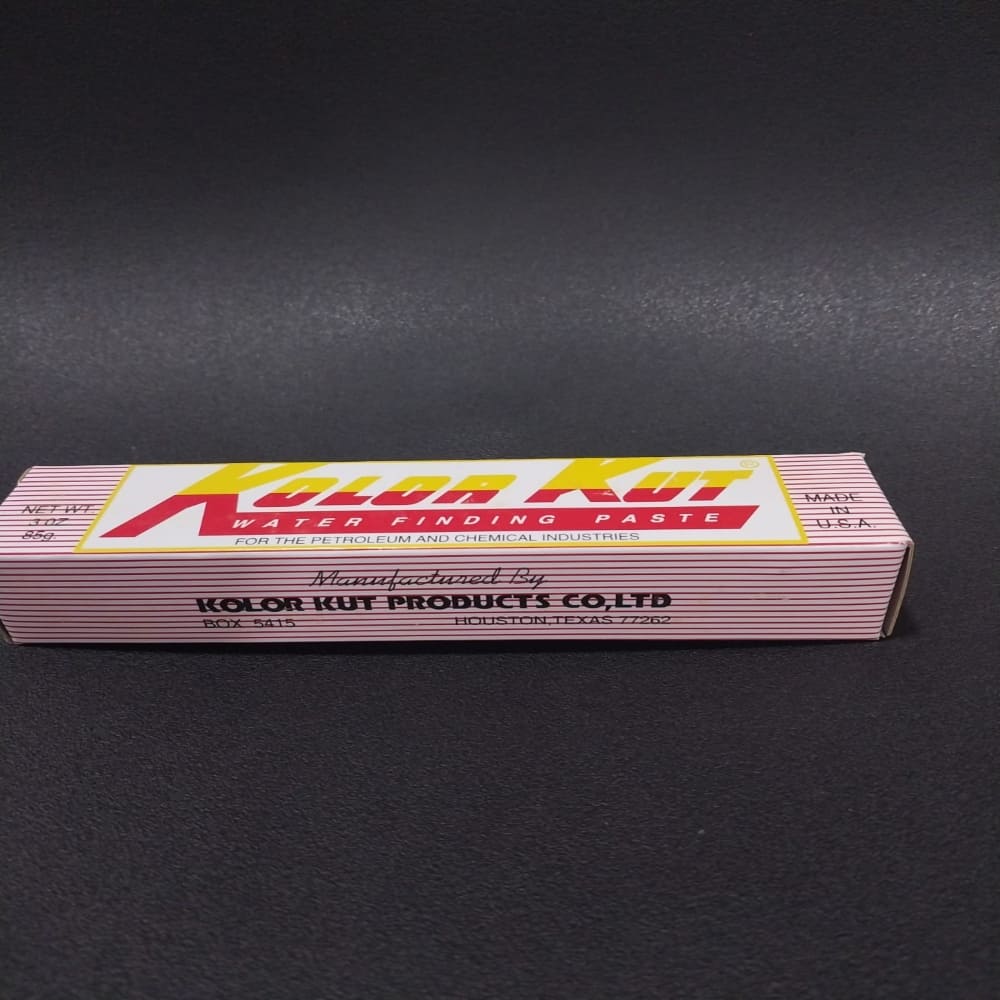 KOLOR KUT®
WATER FINDING PASTE
FOR THE PETROLEUM AND CHEMICAL INDUSTRIES
NET WT.
3 OZ
85g.
MADE
IN
U.S.A.
Manufactured By
KOLOR KUT PRODUCTS CO,LTD
BOX 5415 HOUSTON,TEXAS 77262